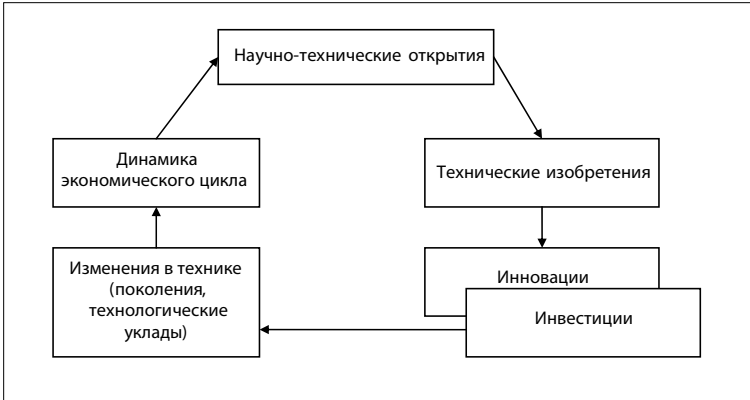 Научно-технические открытия
Динамика
экономического цикла
Технические изобретения
Изменения в технике
(поколения,
технологические
уклады)
Инновации
Инвестиции